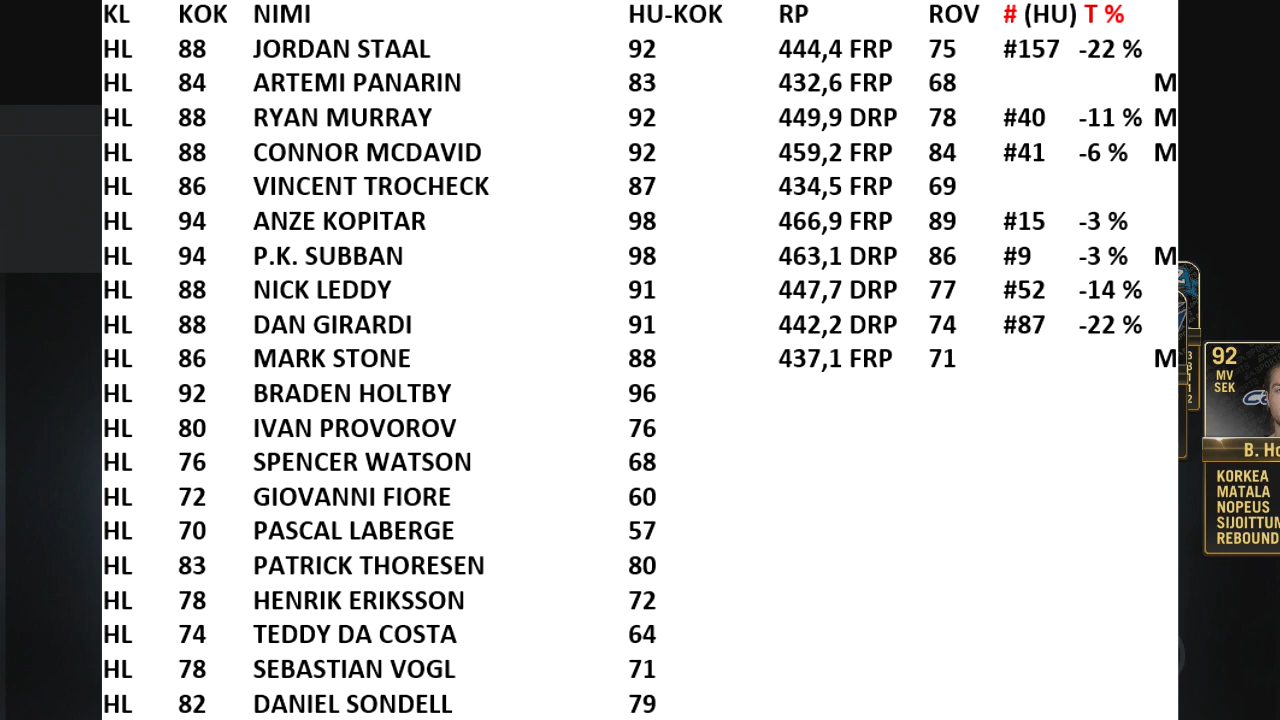 KL KOK NIMI HU-KOK RP ROV # (HU) T %
HL 88 JORDAN STAAL 92 444,4 FRP 75 #157 -22 %
HL 84 ARTEMI PANARIN 83 432,6 FRP 68 M
HL 88 RYAN MURRAY 92 449,9 DRP 78 #40 -11 % M
HL 88 CONNOR MCDAVID 92 459,2 FRP 84 #41 -6 % M
HL 86 VINCENT TROCHECK 87 434,5 FRP 69
HL 94 ANZE KOPITAR 98 466,9 FRP 89 #15 -3 %
HL 94 P.K. SUBBAN 98 463,1 DRP 86 #9 -3 % M
HL 88 NICK LEDDY 91 447,7 DRP 77 #52 -14 %
HL 88 DAN GIRARDI 91 442,2 DRP 74 #87 -22 %
HL 86 MARK STONE 88 437,1 FRP 71 M
HL 92 BRADEN HOLTBY 96
HL 80 IVAN PROVOROV 76
HL 76 SPENCER WATSON 68
HL 72 GIOVANNI FIORE 60
HL 70 PASCAL LABERGE 57
HL 83 PATRICK THORESEN 80
HL 78 HENRIK ERIKSSON 72
HL 74 TEDDY DA COSTA 64
HL 78 SEBASTIAN VOGL 71
HL 82 DANIEL SONDELL 79
92
MV
SEK
B. Ho
KORKEA
MATALA
NOPEUS
SIJOITTUM
REBOUND